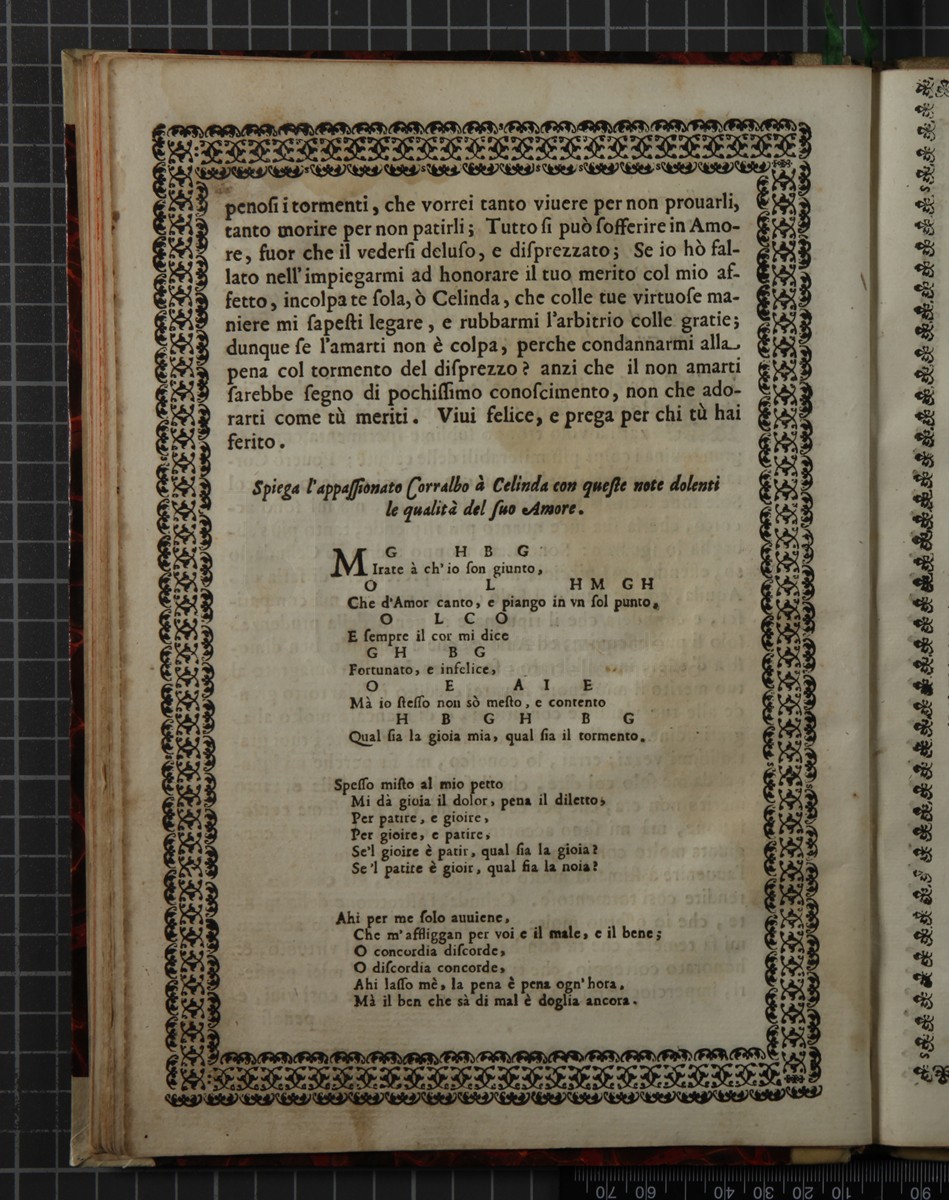 penoſi i tormenti, che vorrei tanto viuere per non prouarli,
tanto morire per non patirli; Tutto ſi può ſofferire in Amo-
re, fuor che il vederſi deluſo, e diſprezzato; Se io hò fal-
lato nell'impiegarmi ad honorare il tuo merito col mio af-
fetto, incolpa te ſola, ò Celinda, che colle tue virtuoſe ma-
niere mi ſapeſti legare, e rubbarmi l'arbitrio colle gratie;
dunque ſe l'amarti non è colpa, perche condannarmi alla
pena col tormento del diſprezzo? anzi che il non amarti
ſarebbe ſegno di pochiſſimo conoſcimento, non che ado-
rarti come tù meriti. Viui felice, e prega per chi tù hai
ferito.
Spiega l'appaſſionato Corralbo à Celinda con queſte note dolenti
le qualità del ſuo Amore.
G H B G
MIrate à ch'io ſon giunto,
O L H M G H
Che d'Amor canto, e piango in vn ſol punto.
O L C O
E ſempre il cor mi dice
G H B G
Fortunato, e infelice,
O E A I E
Mà io ſteſſo non sò meſto, e contento
H B G H B G
Qual ſia la gioia mia, qual ſia il tormento.
Speſſo miſto al mio petto
Mi dà gioia il dolor, pena il diletto,
Per patire, e gioire,
Per gioire, e patire,
Se'l gioire è patir, qual ſia la gioia?
Se'l patire è gioir, qual ſia la noia?
Ahi per me ſolo auuiene,
Che m'affliggan per voi e il male, e il bene;
O concordia diſcorde,
O diſcordia concorde,
Ahi laſſo mè, la pena è pena ogn'hora,
Mà il ben che sà di mal è doglia ancora.
70 60 50 40 30 20 10 0 90